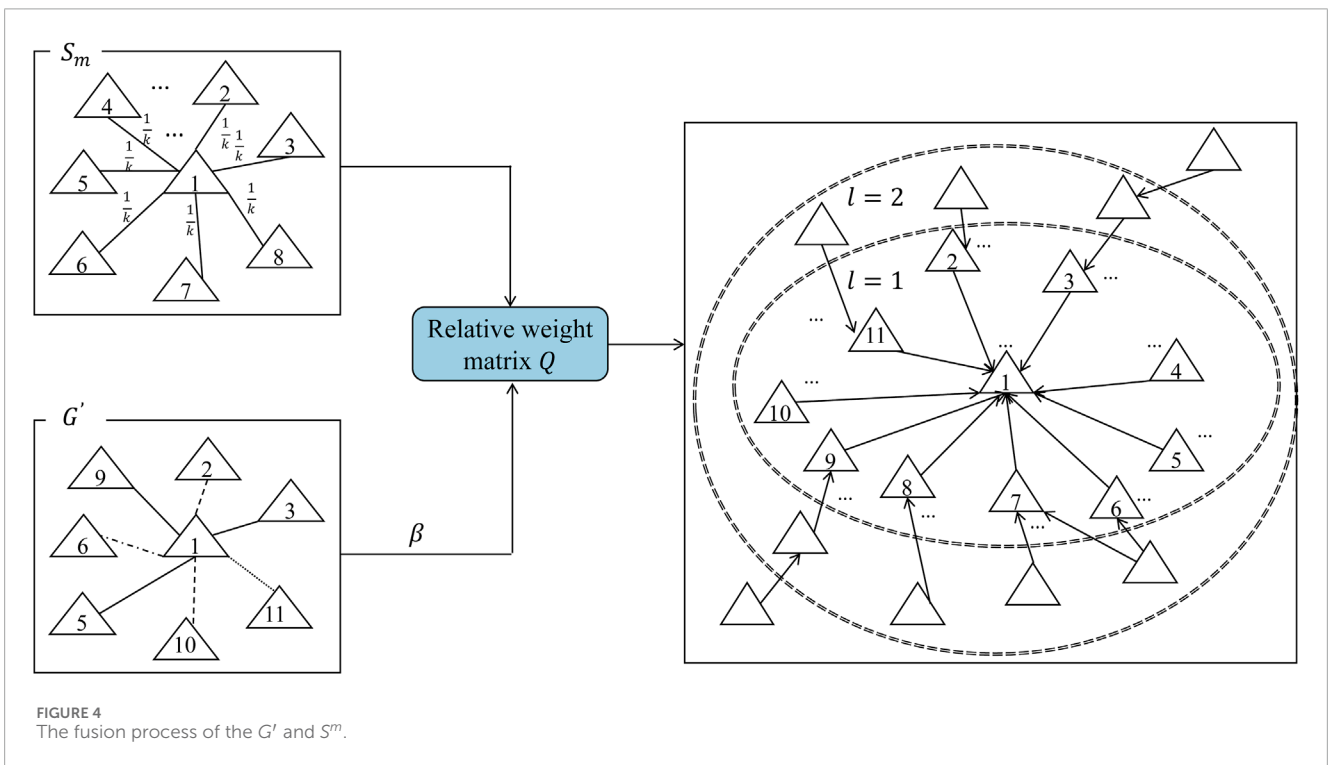 S_m
4
...
2
1/k
...
1/k
1/k
3
5
1/k
1
1/k
1/k
1/k
6
7
8
G'
9
2
3
6
1
5
10
11
β
Relative weight
matrix Q
l = 2
l = 1
2
...
3
...
...
11
...
1
...
4
10
...
9
...
8
...
7
...
6
...
5
...
FIGURE 4
The fusion process of the G′ and S^m.